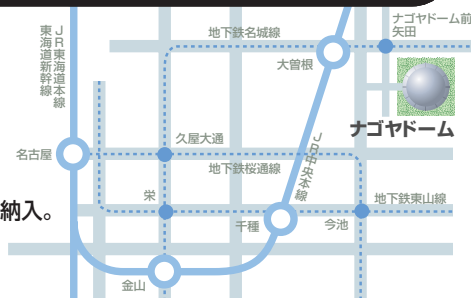 ナゴヤドーム前
矢田
地下鉄名城線
JR東海道本線
東海道新幹線
大曽根
ナゴヤドーム
久屋大通
名古屋
JR中央本線
地下鉄桜通線
栄
地下鉄東山線
納入。
千種
今池
金山